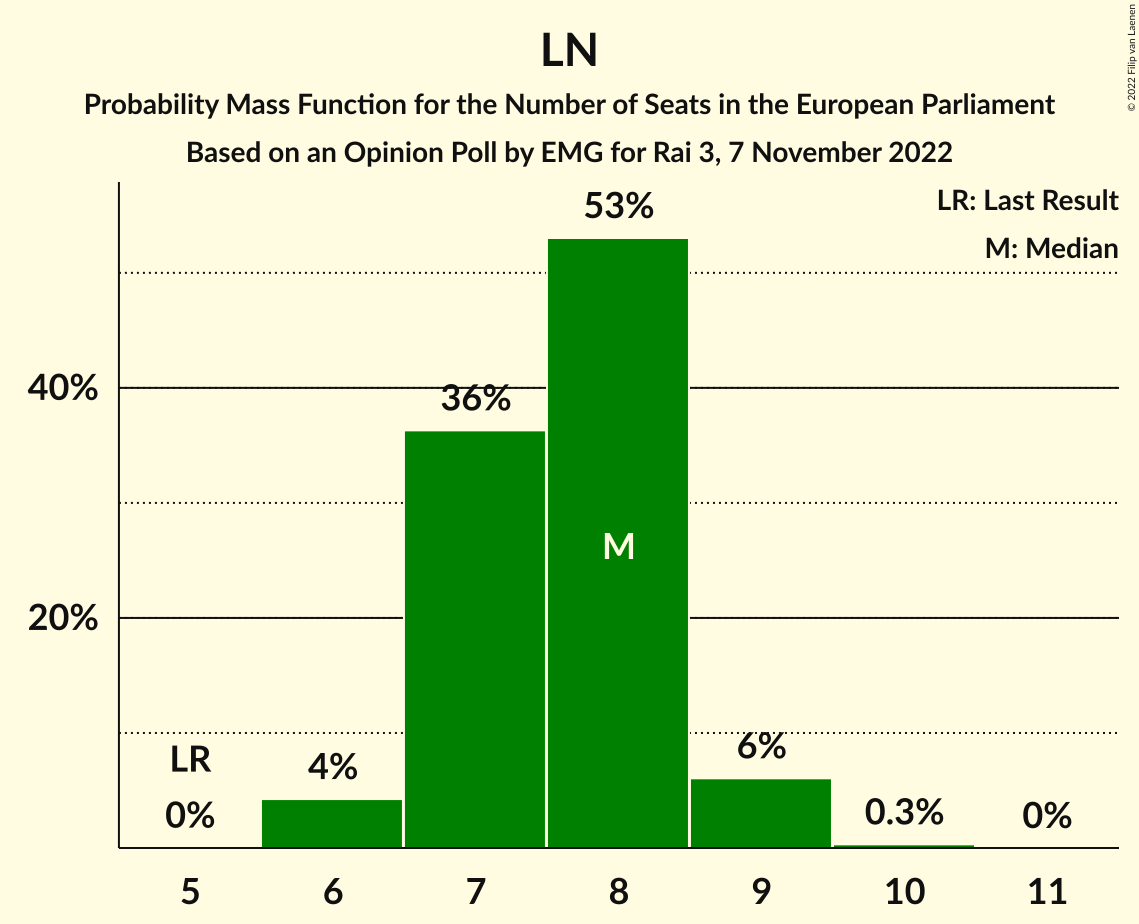 LN
Probability Mass Function for the Number of Seats in the European Parliament
Based on an Opinion Poll by EMG for Rai 3, 7 November 2022
© 2022 Filip van Laenen
LR: Last Result
M: Median
53%
40%
36%
M
20%
LR
0%
4%
6%
0.3%
0%
5 6 7 8 9 10 11